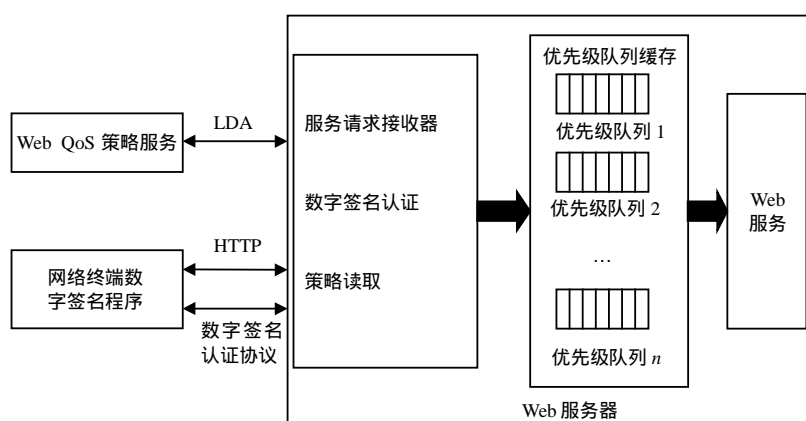 Web QoS 策略服务
LDA
网络终端数
字签名程序
HTTP
数字签名
认证协议
服务请求接收器
数字签名认证
策略读取
优先级队列缓存
优先级队列 1
优先级队列 2
…
优先级队列 n
Web
服务
Web 服务器